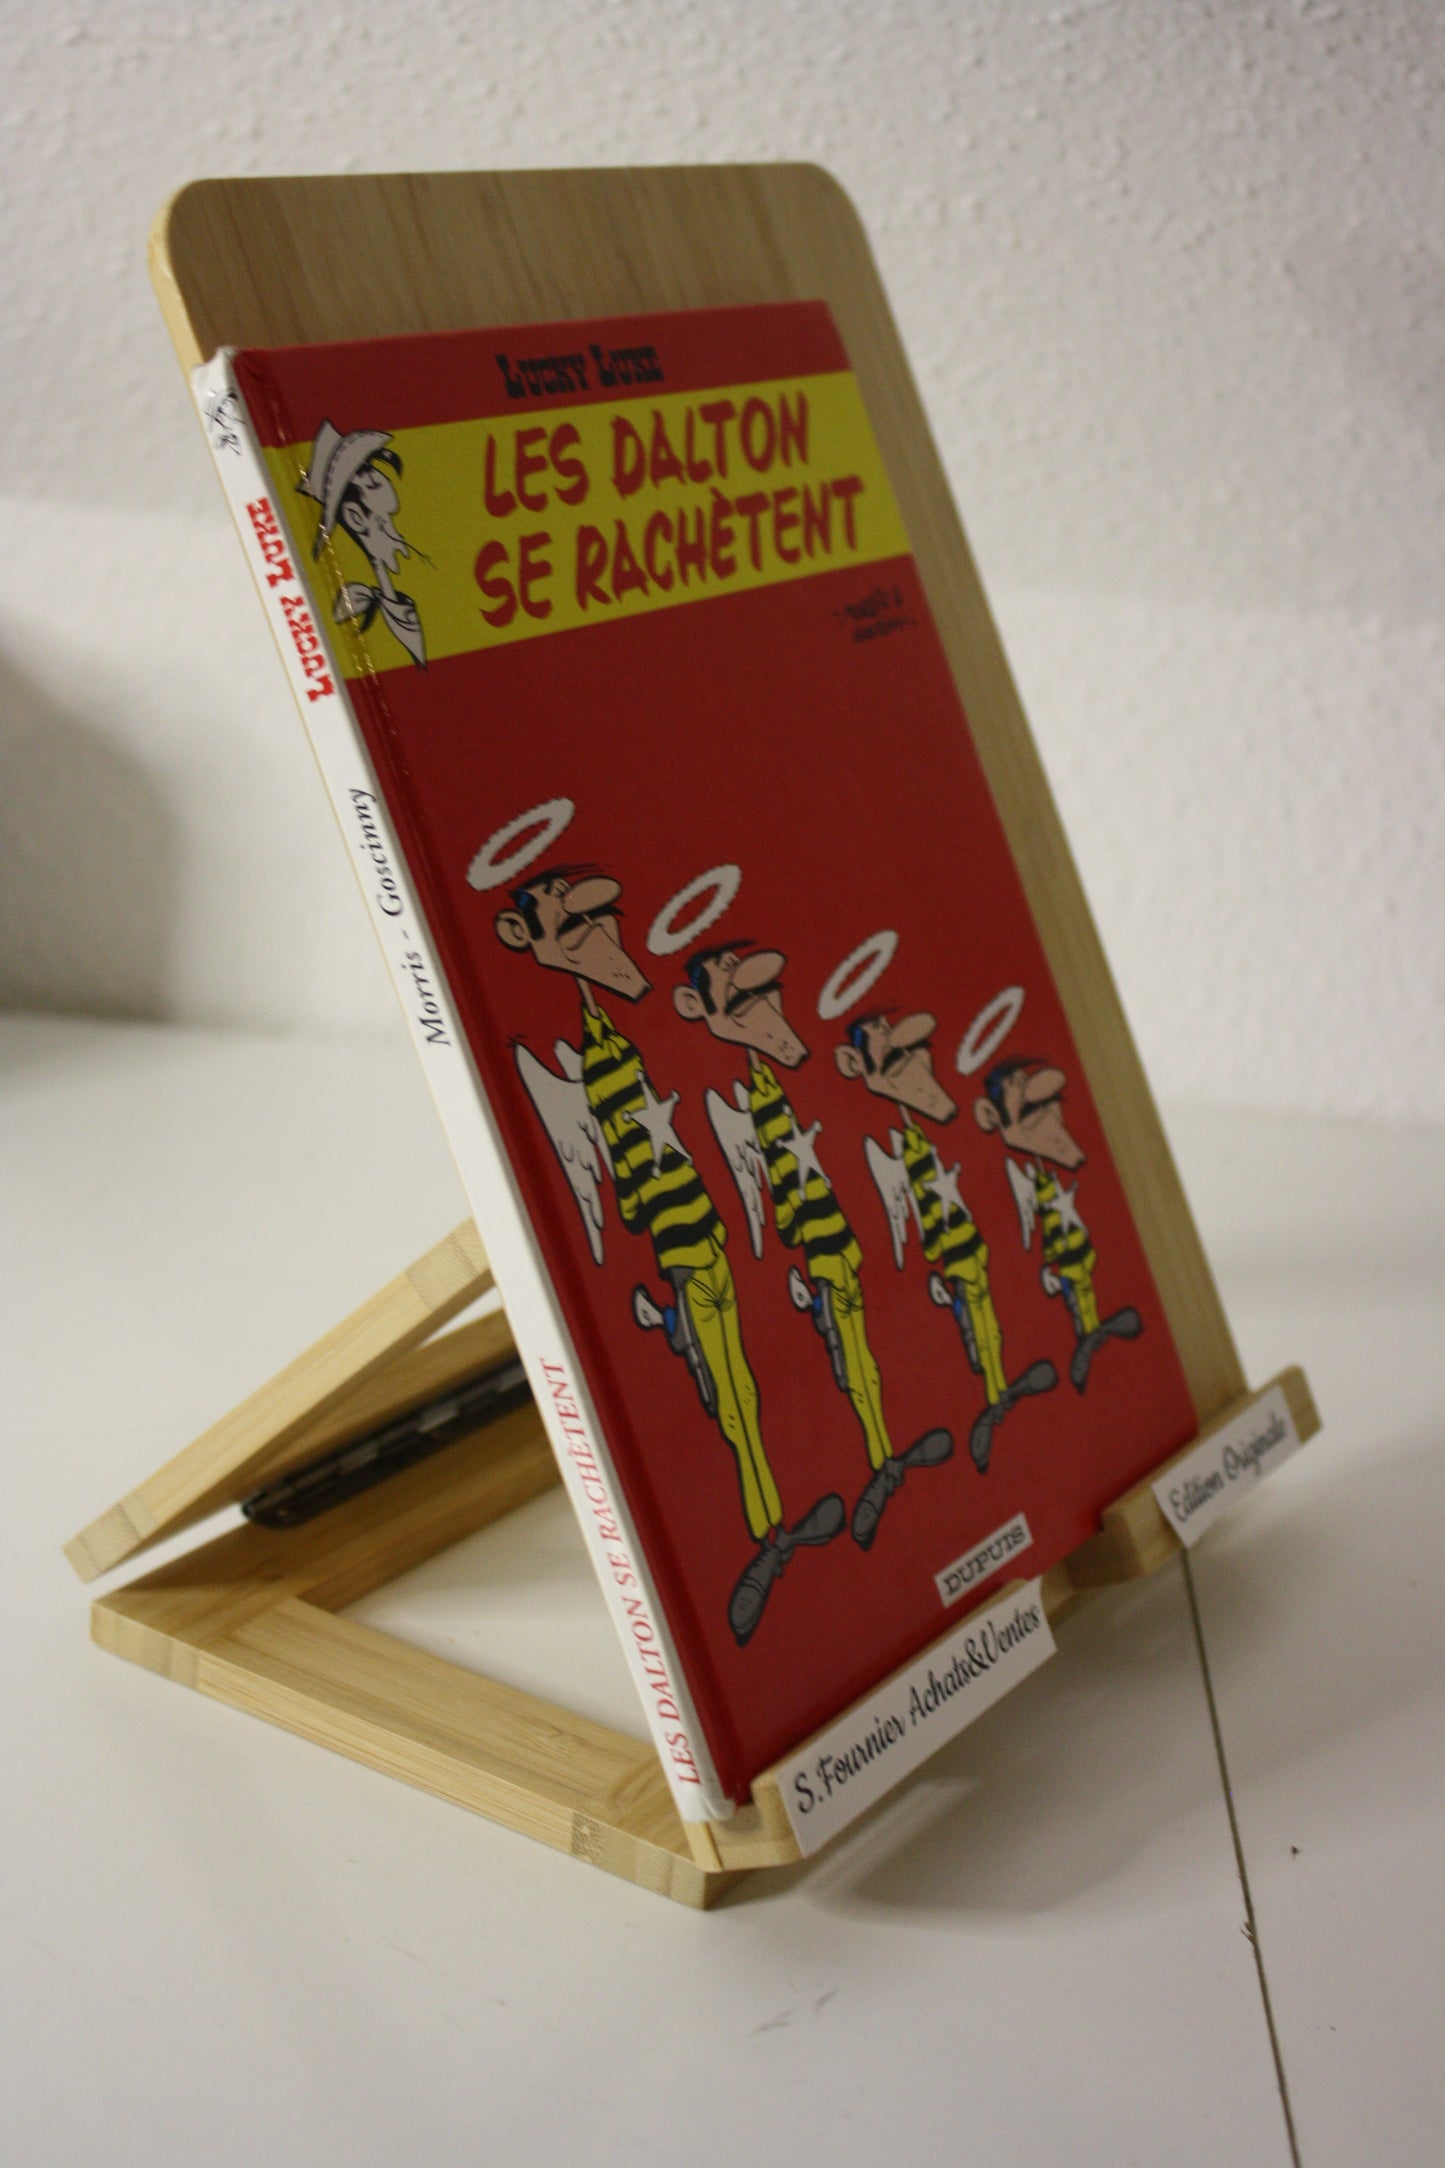 LUCKY LUKE
LES DALTON
SE RACHÈTENT
LUCKY LUKE
Morris - Goscinny
LES DALTON SE RACHÈTENT
DUPUIS
S.Fournier Achats&Ventes
Edition Originale